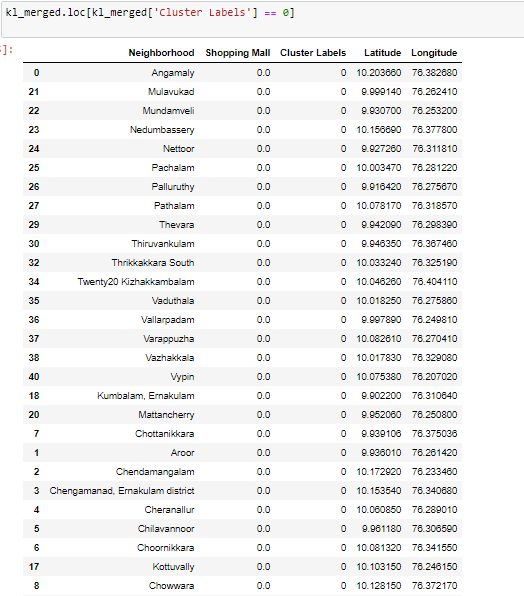 kl_merged.loc[kl_merged['Cluster Labels'] == 0]
]:
Neighborhood Shopping Mall Cluster Labels Latitude Longitude
0 Angamaly 0.0 0 10.203660 76.382680
21 Mulavukad 0.0 0 9.999140 76.262410
22 Mundamveli 0.0 0 9.930700 76.253200
23 Nedumbassery 0.0 0 10.156690 76.377800
24 Nettoor 0.0 0 9.927260 76.311810
25 Pachalam 0.0 0 10.003470 76.281220
26 Palluruthy 0.0 0 9.916420 76.275670
27 Pathalam 0.0 0 10.078170 76.318570
29 Thevara 0.0 0 9.942090 76.298390
30 Thiruvankulam 0.0 0 9.946350 76.367460
32 Thrikkakkara South 0.0 0 10.033240 76.325190
34 Twenty20 Kizhakkambalam 0.0 0 10.046260 76.404110
35 Vaduthala 0.0 0 10.018250 76.275860
36 Vallarpadam 0.0 0 9.997890 76.249810
37 Varappuzha 0.0 0 10.082610 76.270410
38 Vazhakkala 0.0 0 10.017830 76.329080
40 Vypin 0.0 0 10.075380 76.207020
18 Kumbalam, Ernakulam 0.0 0 9.902200 76.310640
20 Mattancherry 0.0 0 9.952060 76.250800
7 Chottanikkara 0.0 0 9.939106 76.375036
1 Aroor 0.0 0 9.936010 76.261420
2 Chendamangalam 0.0 0 10.172920 76.233460
3 Chengamanad, Ernakulam district 0.0 0 10.153540 76.340680
4 Cheranallur 0.0 0 10.060850 76.289010
5 Chilavannoor 0.0 0 9.961180 76.306590
6 Choornikkara 0.0 0 10.081320 76.341550
17 Kottuvally 0.0 0 10.103150 76.246150
8 Chowwara 0.0 0 10.128150 76.372170